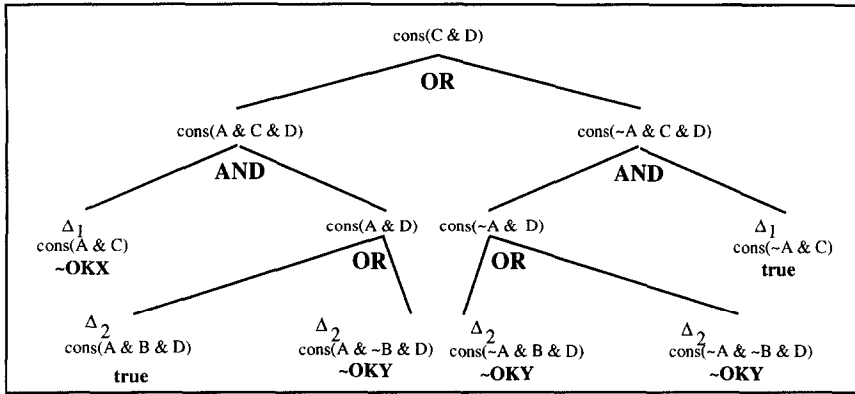 cons(C & D)
OR
cons(A & C & D)
cons(~A & C & D)
AND
AND
Δ1
cons(A & C)
~OKX
cons(A & D)
OR
cons(~A & D)
OR
Δ1
cons(~A & C)
true
Δ2
cons(A & B & D)
true
Δ2
cons(A & ~B & D)
~OKY
Δ2
cons(~A & B & D)
~OKY
Δ2
cons(~A & ~B & D)
~OKY